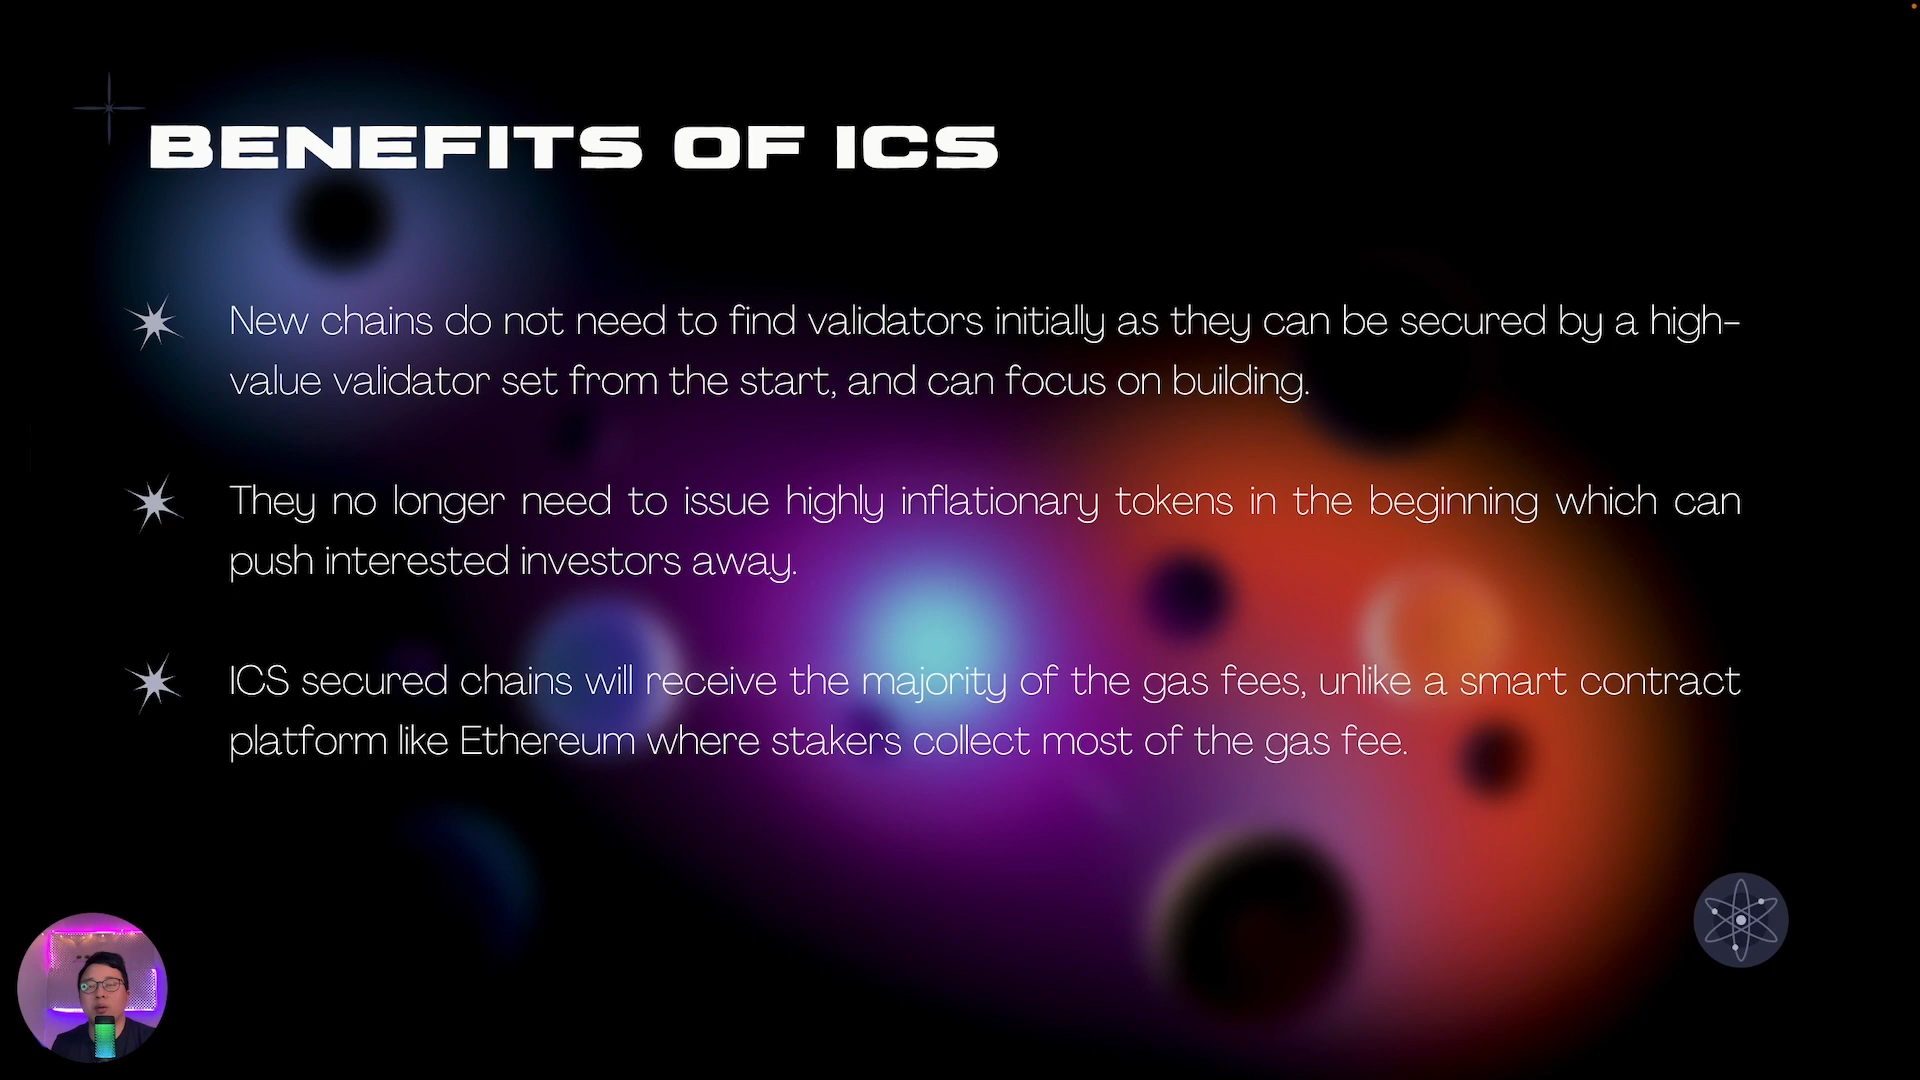 BENEFITS OF ICS
New chains do not need to find validators initially as they can be secured by a high-
value validator set from the start, and can focus on building.
They no longer need to issue highly inflationary tokens in the beginning which can
push interested investors away.
ICS secured chains will receive the majority of the gas fees, unlike a smart contract
platform like Ethereum where stakers collect most of the gas fee.